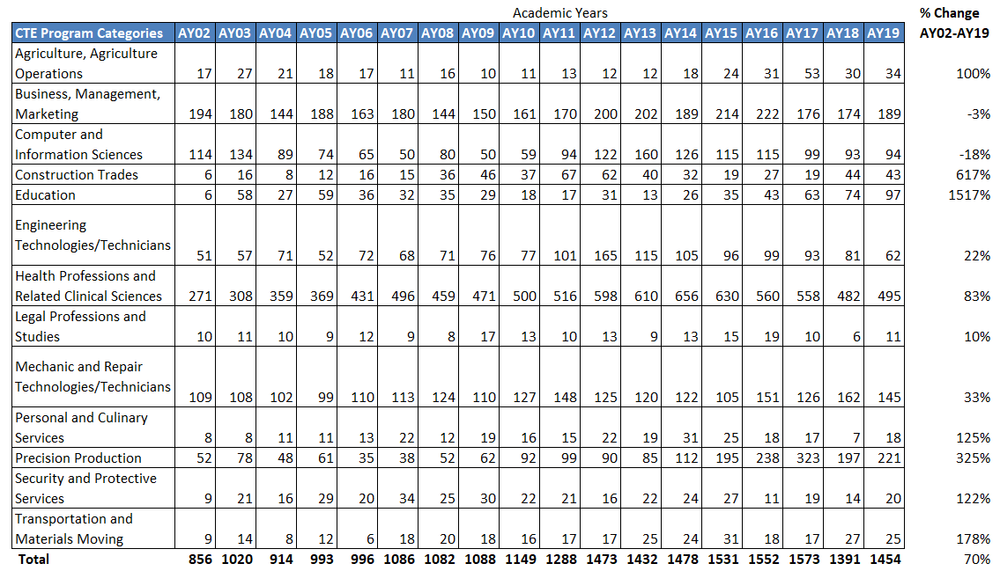 Academic Years % Change
CTE Program Categories AY02 AY03 AY04 AY05 AY06 AY07 AY08 AY09 AY10 AY11 AY12 AY13 AY14 AY15 AY16 AY17 AY18 AY19 AY02-AY19
Agriculture, Agriculture
Operations 17 27 21 18 17 11 16 10 11 13 12 12 18 24 31 53 30 34 100%
Business, Management,
Marketing 194 180 144 188 163 180 144 150 161 170 200 202 189 214 222 176 174 189 -3%
Computer and
Information Sciences 114 134 89 74 65 50 80 50 59 94 122 160 126 115 115 99 93 94 -18%
Construction Trades 6 16 8 12 16 15 36 46 37 67 62 40 32 19 27 19 44 43 617%
Education 6 58 27 59 36 32 35 29 18 17 31 13 26 35 43 63 74 97 1517%
Engineering
Technologies/Technicians
51 57 71 52 72 68 71 76 77 101 165 115 105 96 99 93 81 62 22%
Health Professions and
Related Clinical Sciences 271 308 359 369 431 496 459 471 500 516 598 610 656 630 560 558 482 495 83%
Legal Professions and
Studies 10 11 10 9 12 9 8 17 13 10 13 9 13 15 19 10 6 11 10%
Mechanic and Repair
Technologies/Technicians
109 108 102 99 110 113 124 110 127 148 125 120 122 105 151 126 162 145 33%
Personal and Culinary
Services 8 8 11 11 13 22 12 19 16 15 22 19 31 25 18 17 7 18 125%
Precision Production 52 78 48 61 35 38 52 62 92 99 90 85 112 195 238 323 197 221 325%
Security and Protective
Services 9 21 16 29 20 34 25 30 22 21 16 22 24 27 11 19 14 20 122%
Transportation and
Materials Moving 9 14 8 12 6 18 20 18 16 17 17 25 24 31 18 17 27 25 178%
Total 856 1020 914 993 996 1086 1082 1088 1149 1288 1473 1432 1478 1531 1552 1573 1391 1454 70%